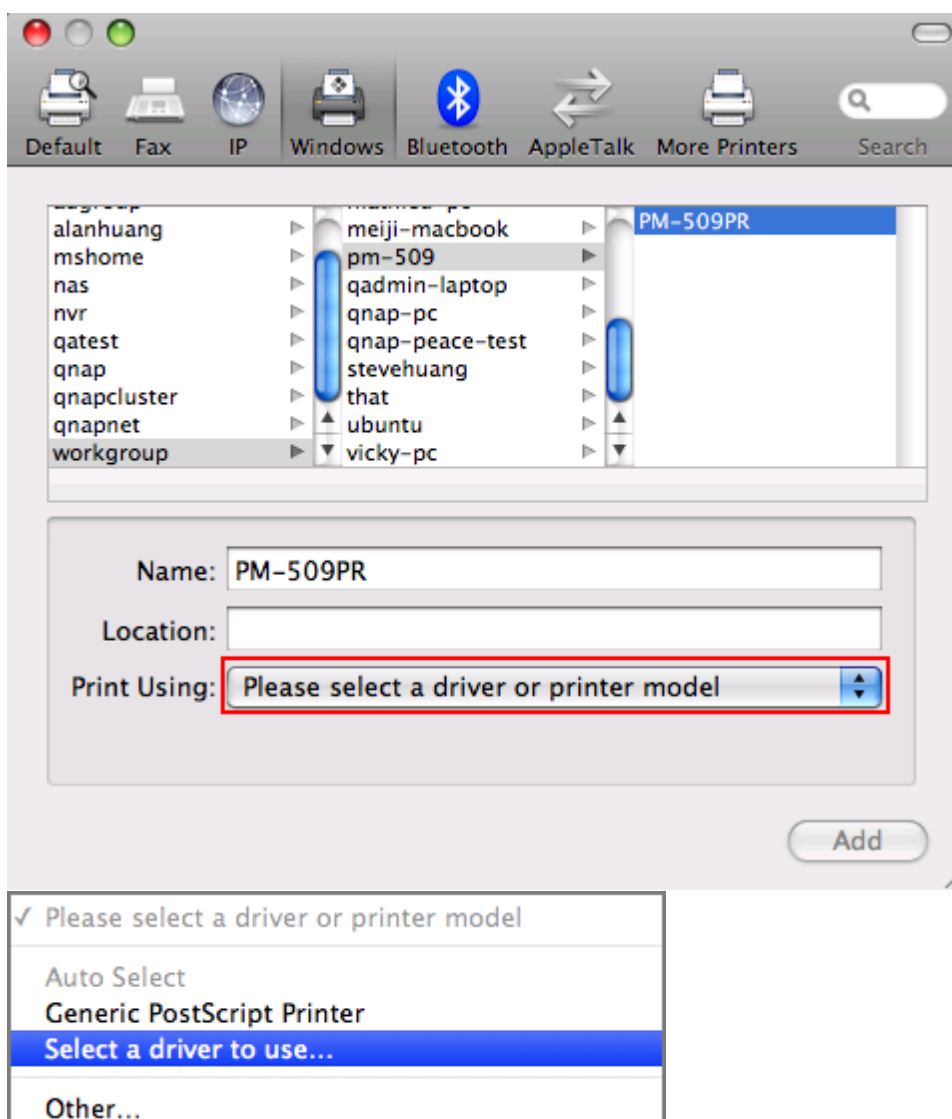 Default Fax IP Windows Bluetooth AppleTalk More Printers Search
alanhuang
mshome
nas
nvr
qatest
qnap
qnapcluster
qnapnet
workgroup
meiji-macbook
pm-509
qadmin-laptop
qnap-pc
qnap-peace-test
stevehuang
that
ubuntu
vicky-pc
PM-509PR
Name: PM-509PR
Location:
Print Using: Please select a driver or printer model
Add
✓ Please select a driver or printer model
Auto Select
Generic PostScript Printer
Select a driver to use...
Other...